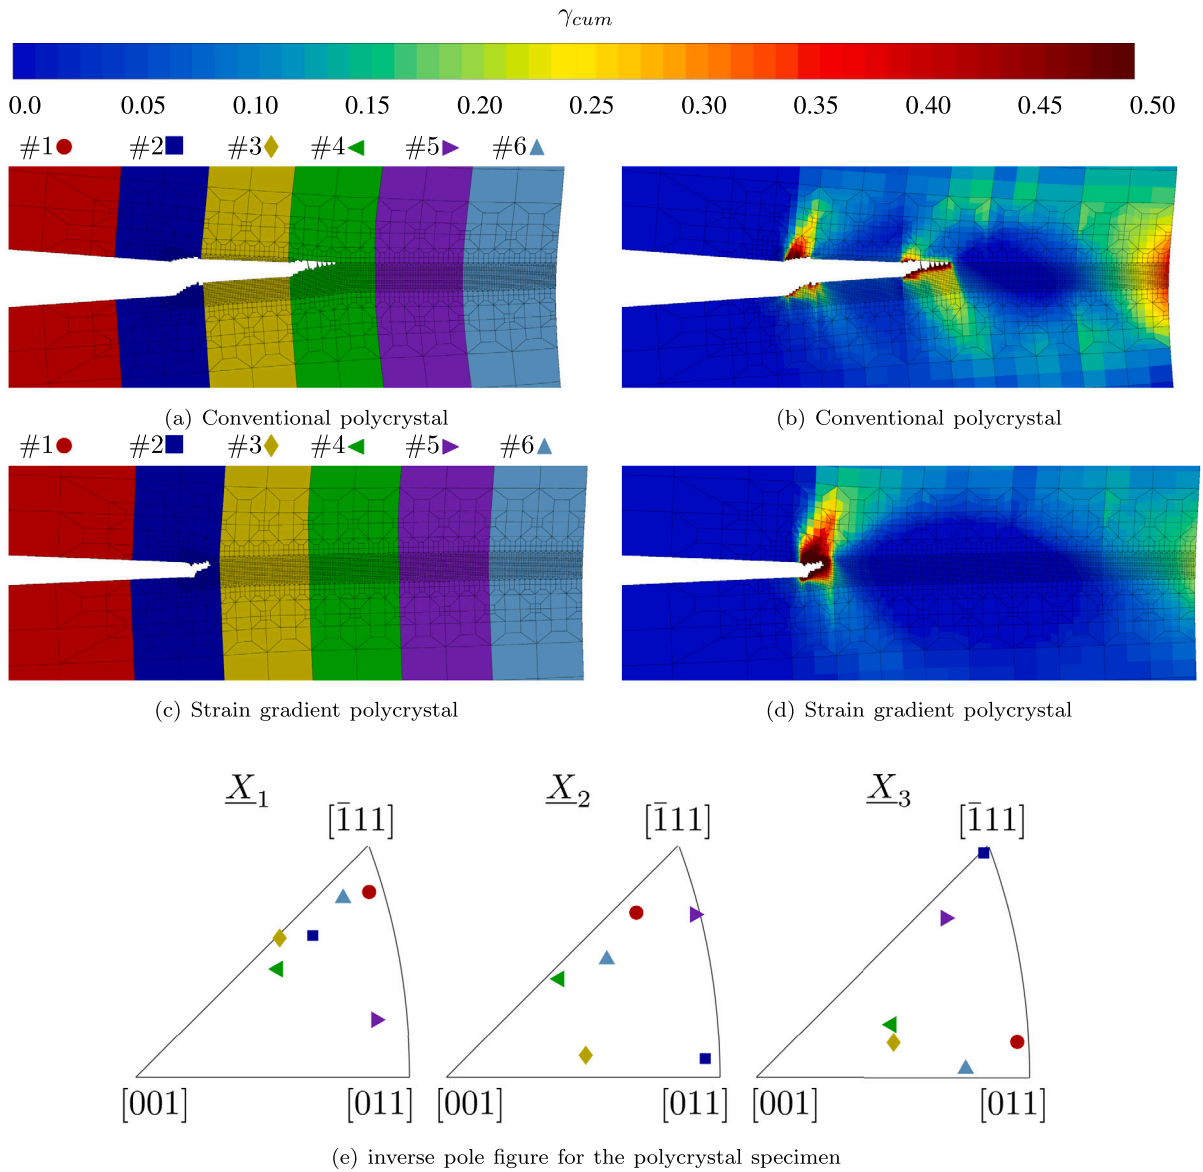 γcum
0.0 0.05 0.10 0.15 0.20 0.25 0.30 0.35 0.40 0.45 0.50
#1 #2 #3 #4 #5 #6
(a) Conventional polycrystal
(b) Conventional polycrystal
#1 #2 #3 #4 #5 #6
(c) Strain gradient polycrystal
(d) Strain gradient polycrystal
X1 X2 X3
[1̄11] [1̄11] [1̄11]
[001] [011] [001] [011] [001] [011]
(e) inverse pole figure for the polycrystal specimen